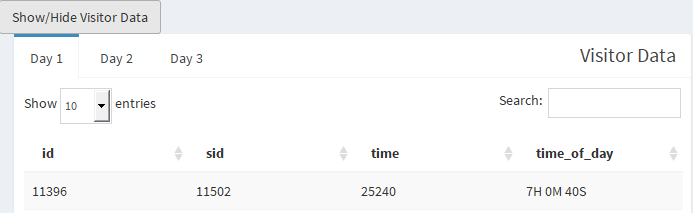 Show/Hide Visitor Data
Day 1 Day 2 Day 3 Visitor Data
Show 10 entries Search:
id sid time time_of_day
11396 11502 25240 7H 0M 40S